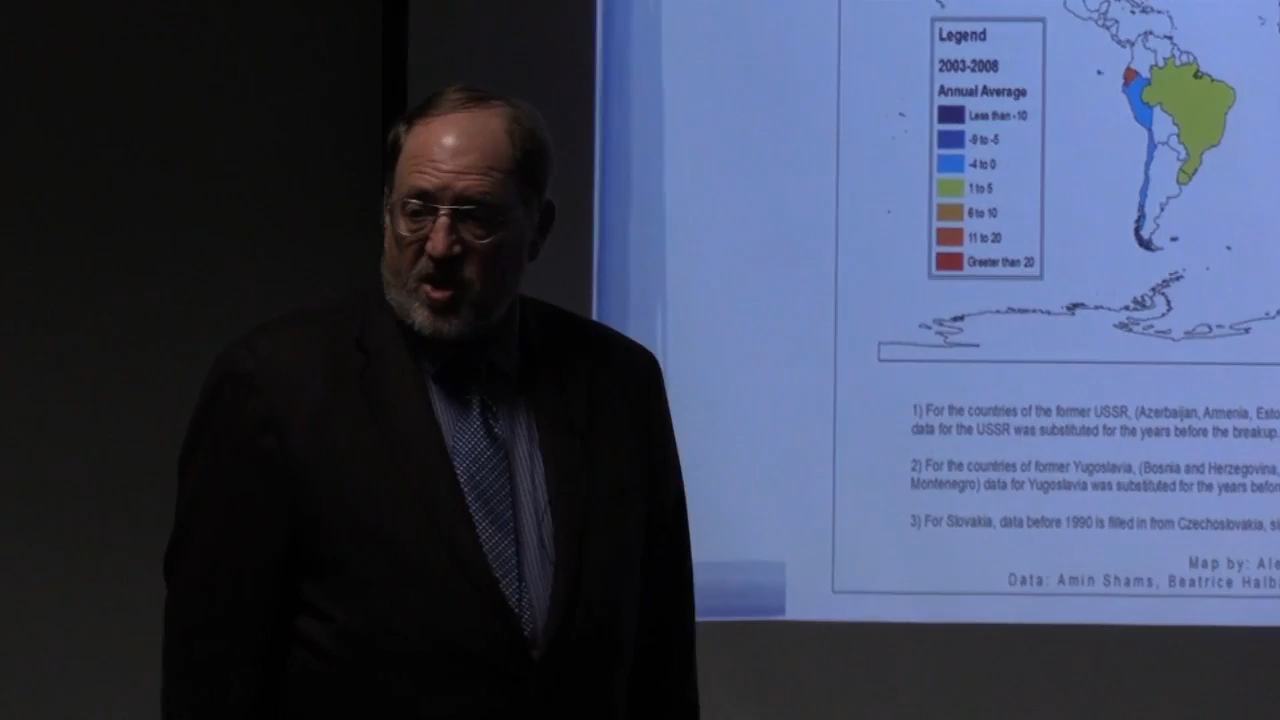 Legend
2003-2008
Annual Average
Less than -10
-9 to -5
-4 to 0
1 to 5
6 to 10
11 to 20
Greater than 20
1) For the countries of the former USSR, (Azerbaijan, Armenia, Esto
data for the USSR was substituted for the years before the breakup.
2) For the countries of former Yugoslavia, (Bosnia and Herzegovina,
Montenegro) data for Yugoslavia was substituted for the years befor
3) For Slovakia, data before 1990 is filled in from Czechoslovakia, si
Map by: Ale
Data: Amin Shams, Beatrice Halb